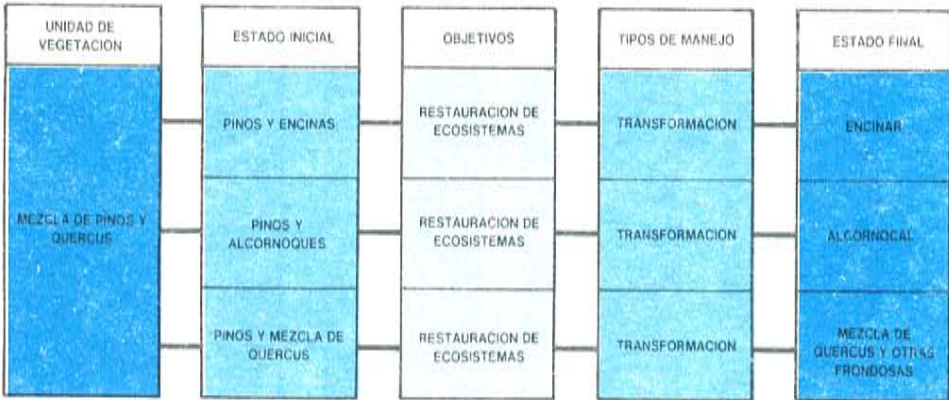 UNIDAD DE
VEGETACION
ESTADO INICIAL
OBJETIVOS
TIPOS DE MANEJO
ESTADO FINAL
MEZCLA DE PINOS Y
QUERCUS
PINOS Y ENCINAS
RESTAURACION DE
ECOSISTEMAS
TRANSFORMACION
ENCINAR
PINOS Y
ALCORNOQUES
RESTAURACION DE
ECOSISTEMAS
TRANSFORMACION
ALCORNOCAL
PINOS Y MEZCLA DE
QUERCUS
RESTAURACION DE
ECOSISTEMAS
TRANSFORMACION
MEZCLA DE
QUERCUS Y OTRAS
FRONDOSAS